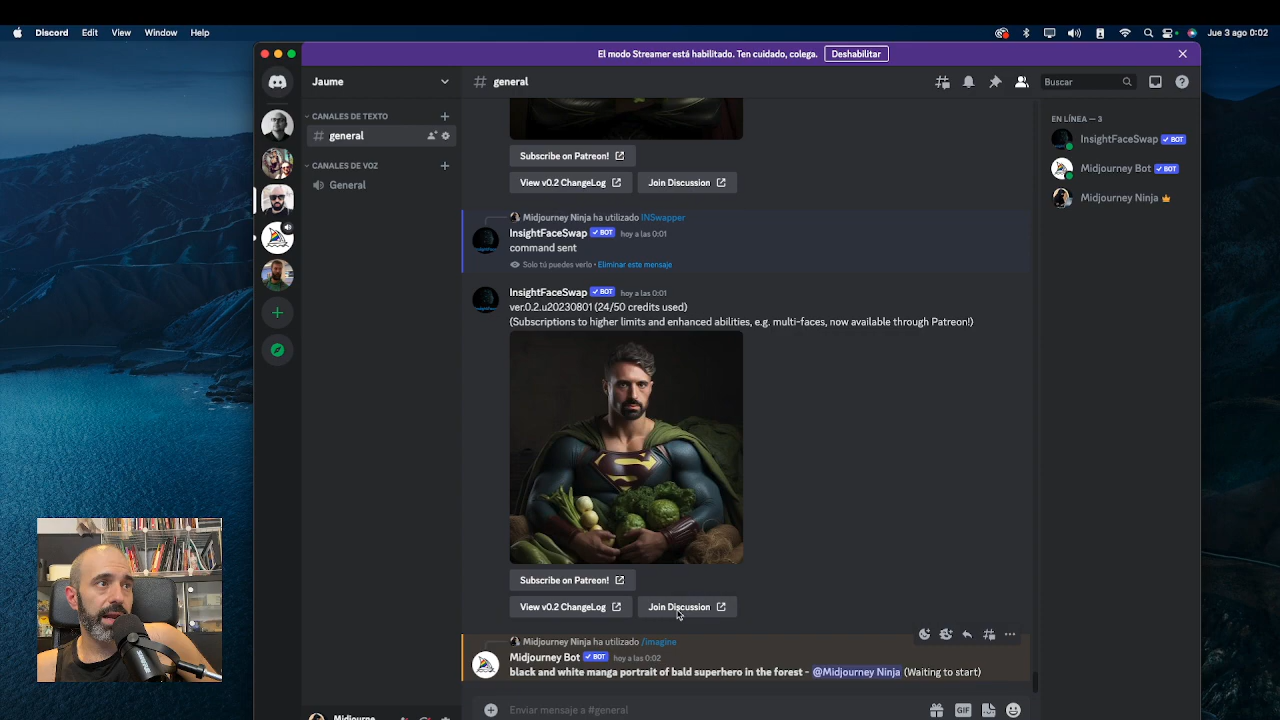 Discord Edit View Window Help
Jue 3 ago 0:02
El modo Streamer está habilitado. Ten cuidado, colega. Deshabilitar
Jaume
# general
Buscar
CANALES DE TEXTO
# general
CANALES DE VOZ
General
Subscribe on Patreon!
View v0.2 ChangeLog Join Discussion
Midjourney Ninja ha utilizado INSwapper
InsightFaceSwap BOT hoy a las 0:01
command sent
Solo tú puedes verlo • Eliminar este mensaje
InsightFaceSwap BOT hoy a las 0:01
ver.0.2.u20230801 (24/50 credits used)
(Subscriptions to higher limits and enhanced abilities, e.g. multi-faces, now available through Patreon!)
S
Subscribe on Patreon!
View v0.2 ChangeLog Join Discussion
Midjourney Ninja ha utilizado /imagine
Midjourney Bot BOT hoy a las 0:02
black and white manga portrait of bald superhero in the forest - @Midjourney Ninja (Waiting to start)
Enviar mensaje a #general
GIF
EN LÍNEA — 3
InsightFaceSwap BOT
Midjourney Bot BOT
Midjourney Ninja
Midjourne